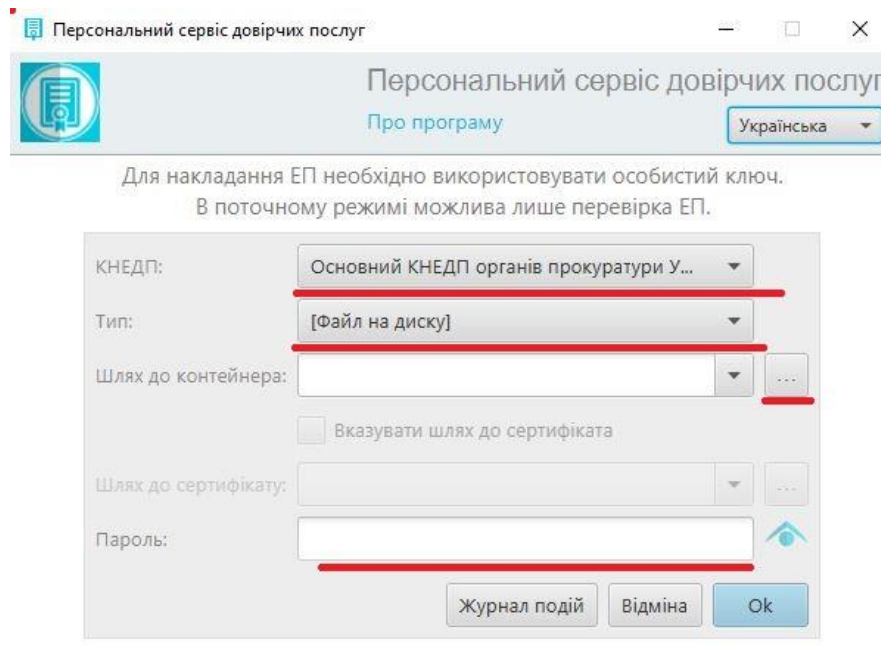 Персональний сервіс довірчих послуг
Персональний сервіс довірчих послуг
Про програму
Українська
Для накладання ЕП необхідно використовувати особистий ключ.
В поточному режимі можлива лише перевірка ЕП.
КНЕДП:
Основний КНЕДП органів прокуратури У...
Тип:
[Файл на диску]
Шлях до контейнера:
...
Вказувати шлях до сертифіката
Шлях до сертифікату:
...
Пароль:
Журнал подій
Відміна
Ok